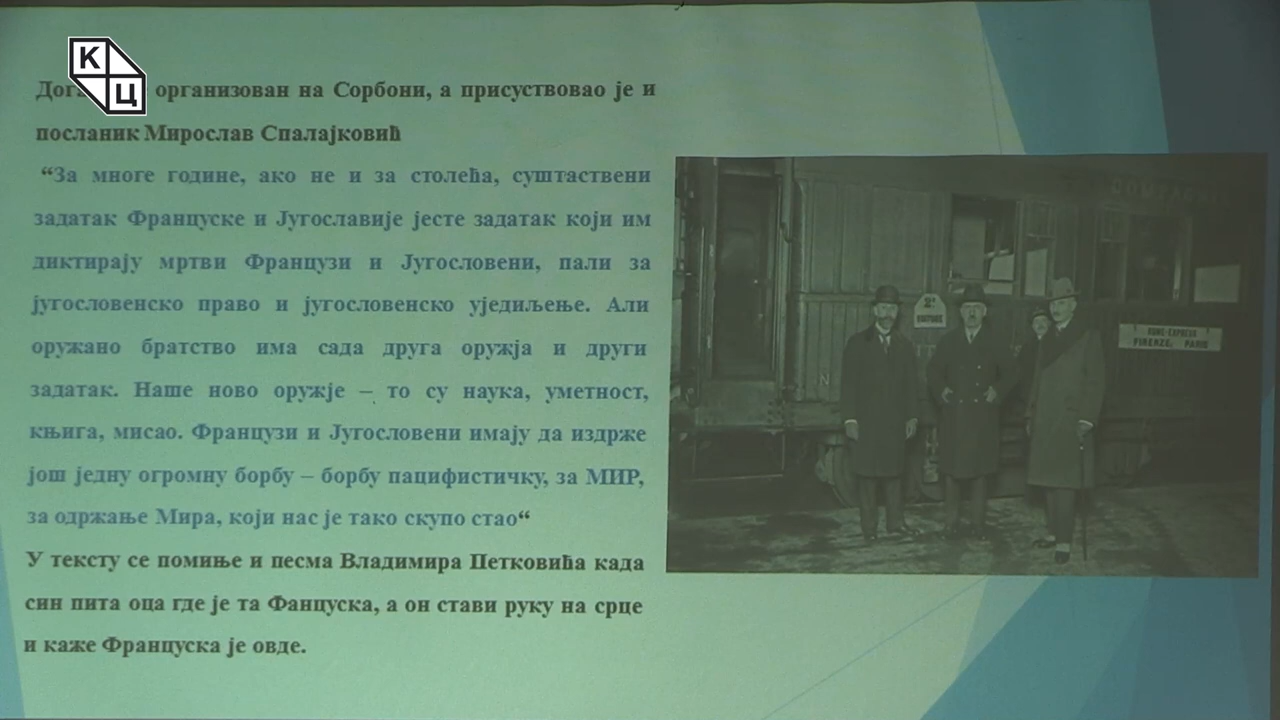 К
Ц
организован на Сорбони, а присуствовао је и
посланик Мирослав Спалајковић
“За многе године, ако не и за столећа, суштаствени
задатак Француске и Југославије јесте задатак који им
диктирају мртви Французи и Југословени, пали за
југословенско право и југословенско уједиљење. Али
оружано братство има сада друга оружја и други
задатак. Наше ново оружје – то су наука, уметност,
књига, мисао. Французи и Југословени имају да издрже
још једну огромну борбу – борбу пацифистичку, за МИР,
за одржање Мира, који нас је тако скупо стао“
У тексту се помиње и песма Владимира Петковића када
син пита оца где је та Фанцуска, а он стави руку на срце
и каже Француска је овде.
ROME-EXPRESS
FIRENZE, PARIS